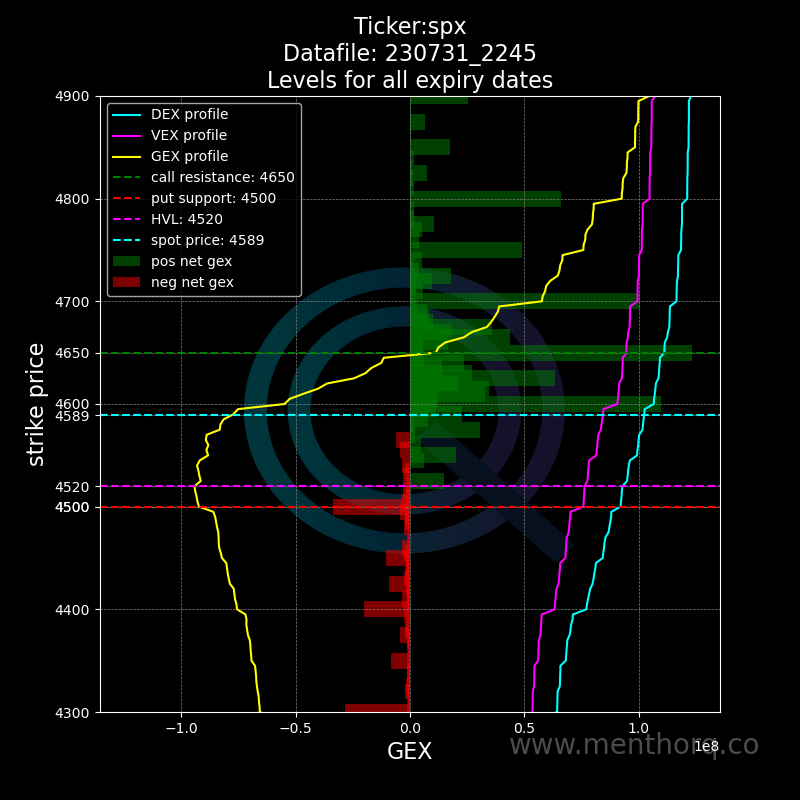 Ticker:spx
Datafile: 230731_2245
Levels for all expiry dates
DEX profile
VEX profile
GEX profile
call resistance: 4650
put support: 4500
HVL: 4520
spot price: 4589
pos net gex
neg net gex
strike price
4900
4800
4700
4650
4600
4589
4520
4500
4400
4300
−1.0
−0.5
0.0
0.5
1.0
1e8
GEX
www.menthorq.co